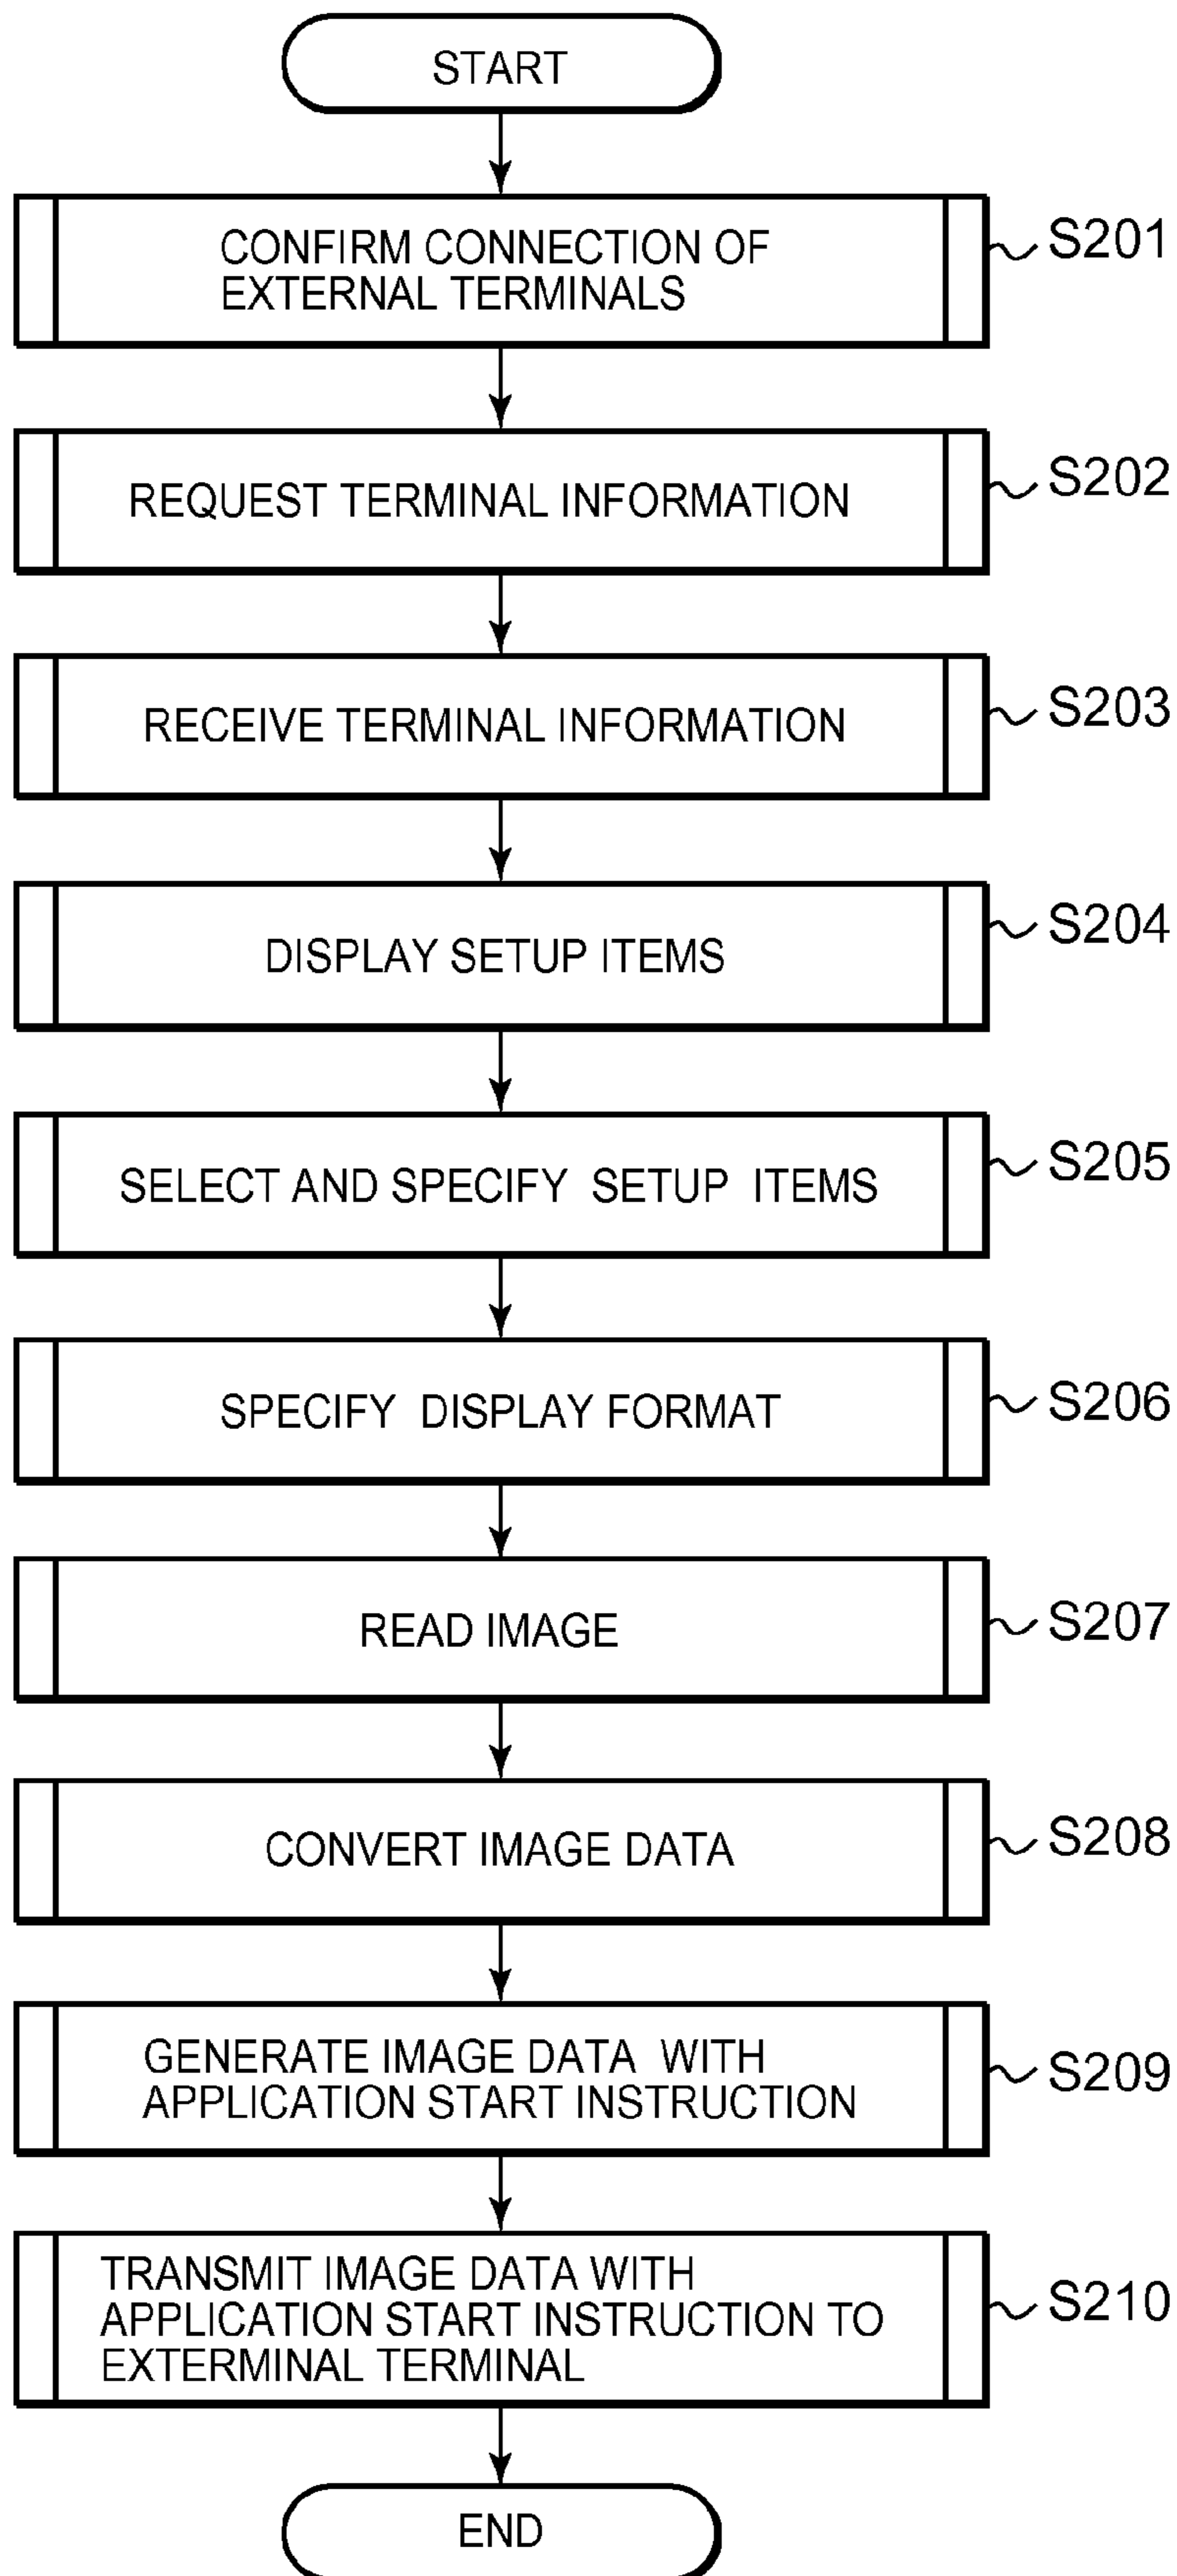 START
CONFIRM CONNECTION OF
EXTERNAL TERMINALS
S201
REQUEST TERMINAL INFORMATION
S202
RECEIVE TERMINAL INFORMATION
S203
DISPLAY SETUP ITEMS
S204
SELECT AND SPECIFY SETUP ITEMS
S205
SPECIFY DISPLAY FORMAT
S206
READ IMAGE
S207
CONVERT IMAGE DATA
S208
GENERATE IMAGE DATA WITH
APPLICATION START INSTRUCTION
S209
TRANSMIT IMAGE DATA WITH
APPLICATION START INSTRUCTION TO
EXTERMINAL TERMINAL
S210
END